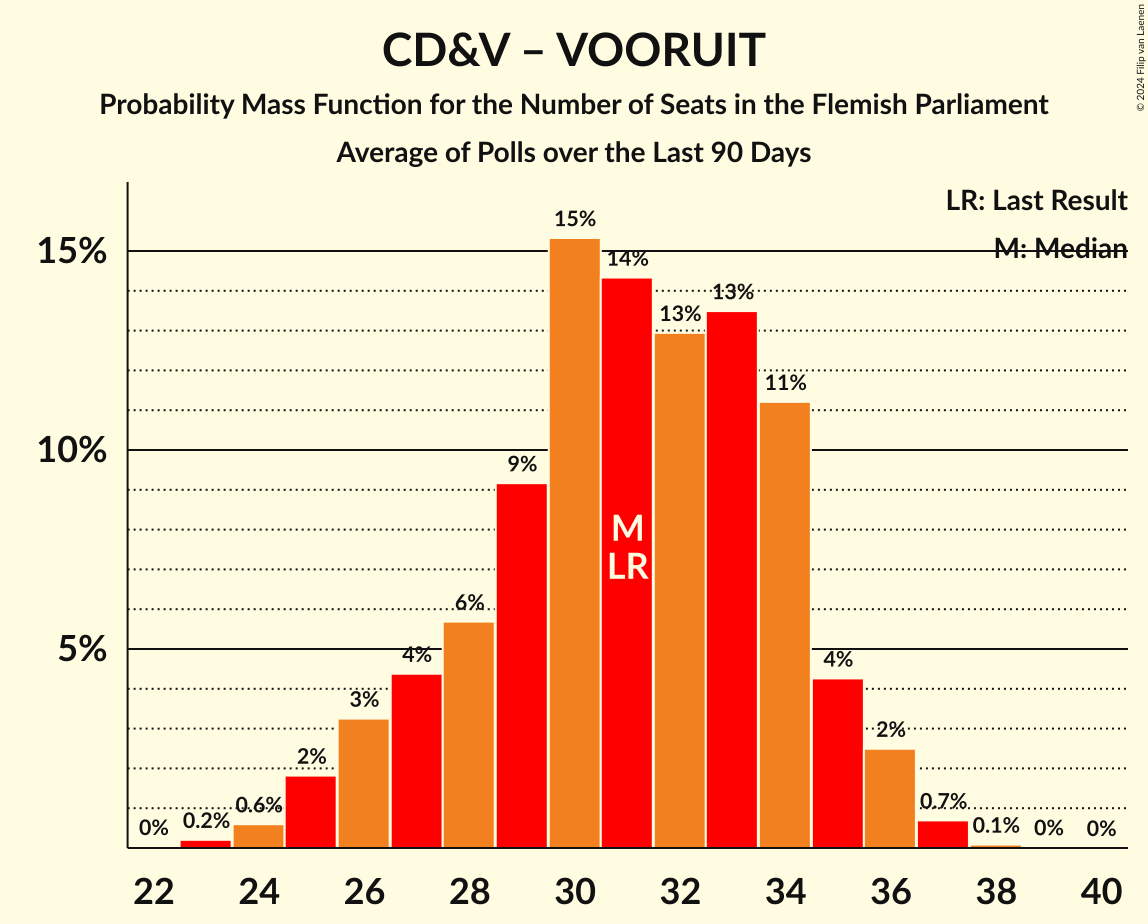 CD&V – VOORUIT
Probability Mass Function for the Number of Seats in the Flemish Parliament
Average of Polls over the Last 90 Days
© 2024 Filip van Laenen
LR: Last Result
M: Median
15%
10%
5%
0%
0.2%
0.6%
2%
3%
4%
6%
9%
15%
14%
13%
13%
11%
4%
2%
0.7%
0.1%
0%
0%
M
LR
22 24 26 28 30 32 34 36 38 40